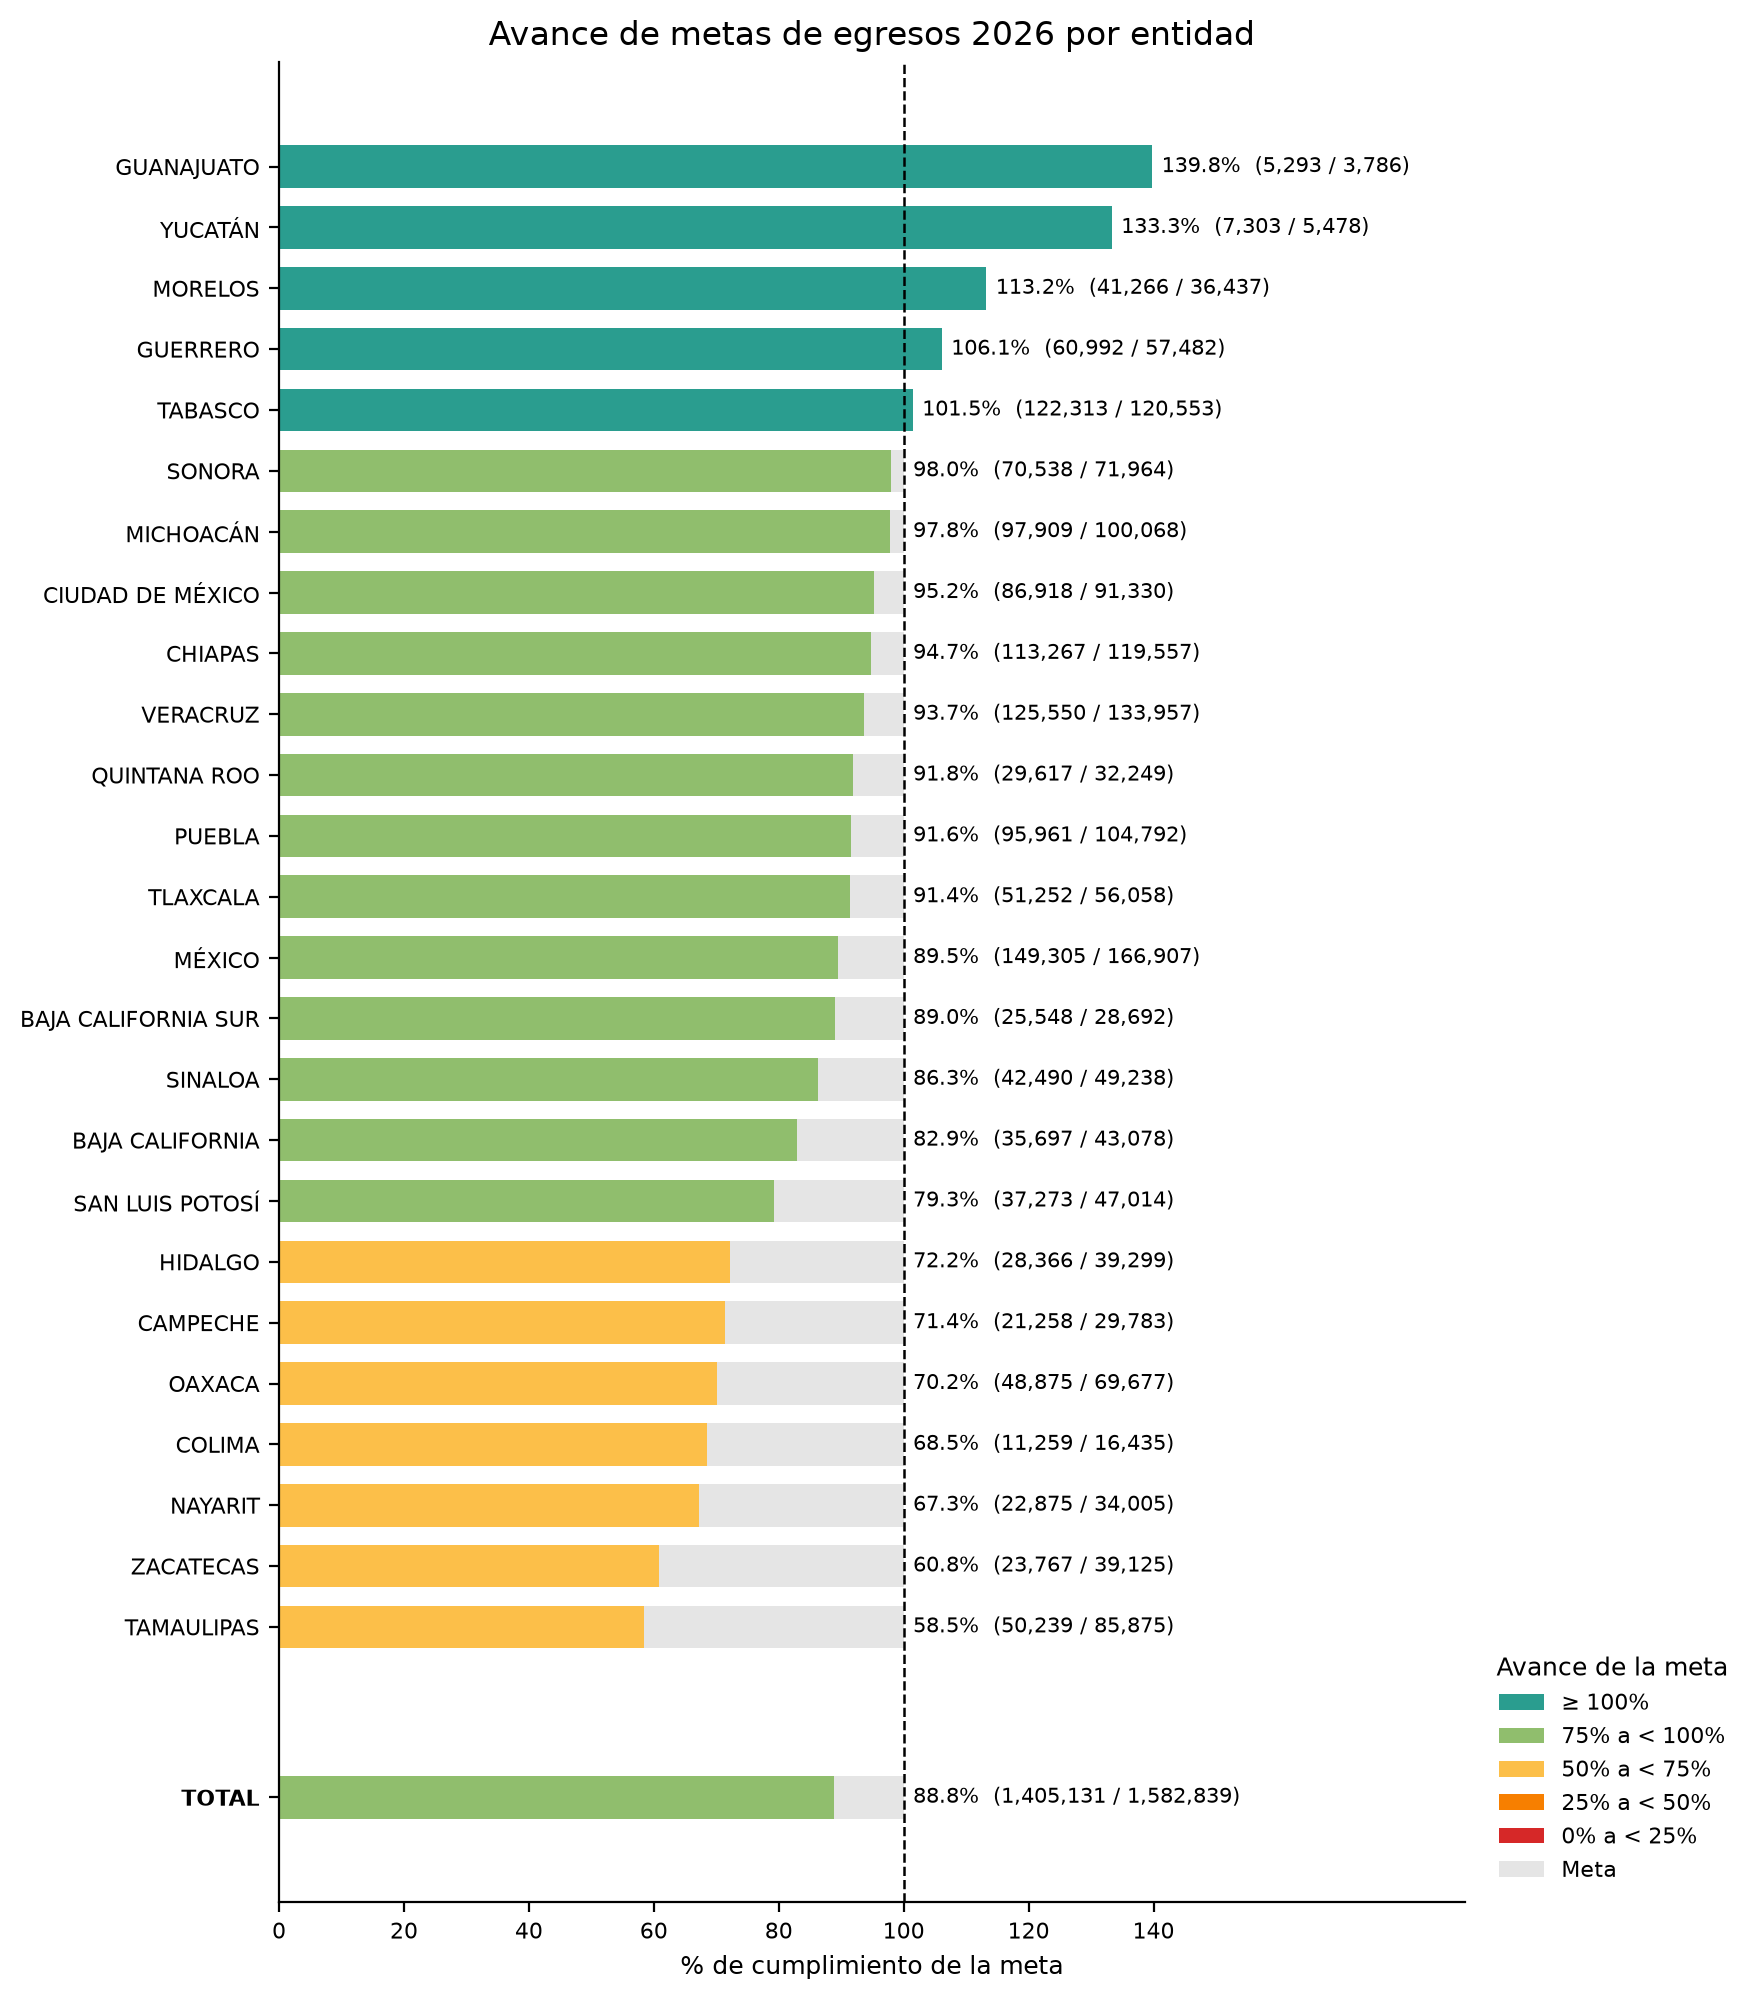 Avance de metas de egresos 2026 por entidad
GUANAJUATO 139.8% (5,293 / 3,786)
YUCATÁN 133.3% (7,303 / 5,478)
MORELOS 113.2% (41,266 / 36,437)
GUERRERO 106.1% (60,992 / 57,482)
TABASCO 101.5% (122,313 / 120,553)
SONORA 98.0% (70,538 / 71,964)
MICHOACÁN 97.8% (97,909 / 100,068)
CIUDAD DE MÉXICO 95.2% (86,918 / 91,330)
CHIAPAS 94.7% (113,267 / 119,557)
VERACRUZ 93.7% (125,550 / 133,957)
QUINTANA ROO 91.8% (29,617 / 32,249)
PUEBLA 91.6% (95,961 / 104,792)
TLAXCALA 91.4% (51,252 / 56,058)
MÉXICO 89.5% (149,305 / 166,907)
BAJA CALIFORNIA SUR 89.0% (25,548 / 28,692)
SINALOA 86.3% (42,490 / 49,238)
BAJA CALIFORNIA 82.9% (35,697 / 43,078)
SAN LUIS POTOSÍ 79.3% (37,273 / 47,014)
HIDALGO 72.2% (28,366 / 39,299)
CAMPECHE 71.4% (21,258 / 29,783)
OAXACA 70.2% (48,875 / 69,677)
COLIMA 68.5% (11,259 / 16,435)
NAYARIT 67.3% (22,875 / 34,005)
ZACATECAS 60.8% (23,767 / 39,125)
TAMAULIPAS 58.5% (50,239 / 85,875)
TOTAL 88.8% (1,405,131 / 1,582,839)
Avance de la meta
≥ 100%
75% a < 100%
50% a < 75%
25% a < 50%
0% a < 25%
Meta
0 20 40 60 80 100 120 140
% de cumplimiento de la meta